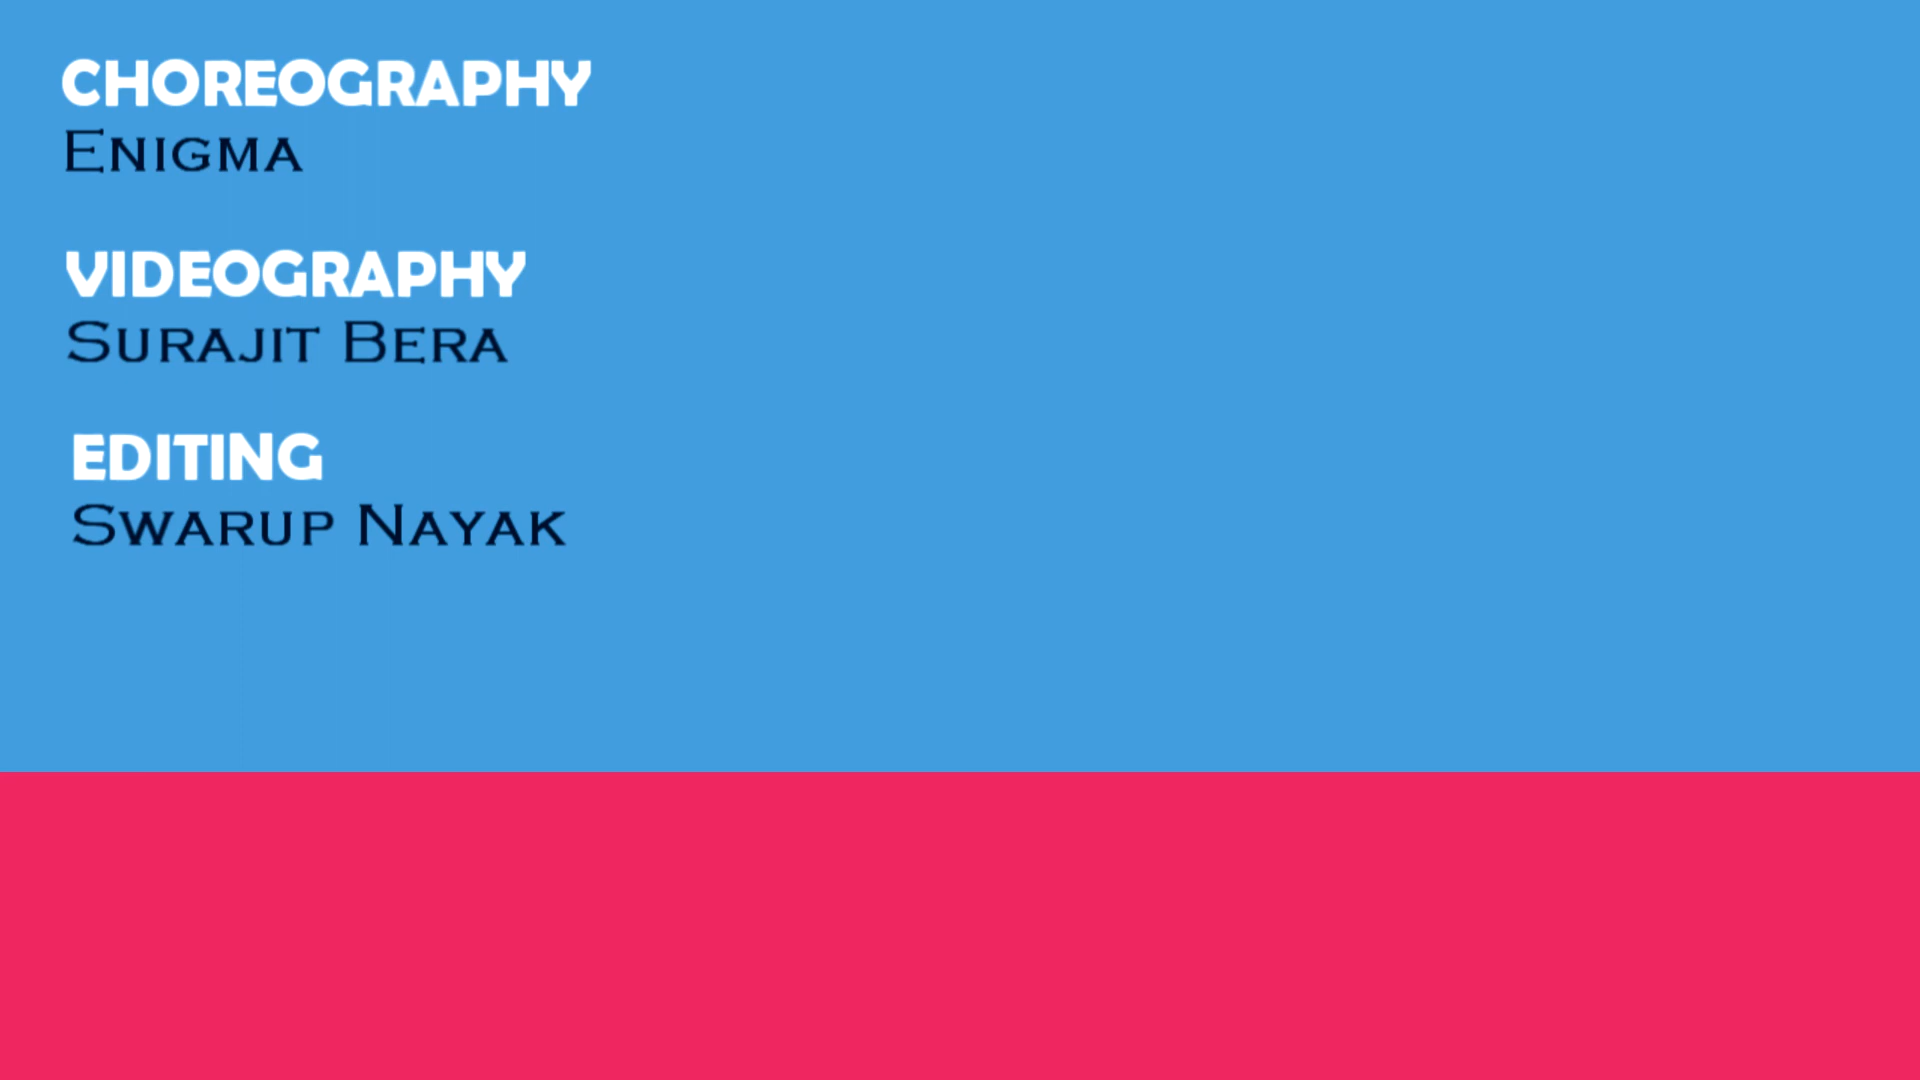 CHOREOGRAPHY
Enigma
VIDEOGRAPHY
Surajit Bera
EDITING
Swarup Nayak